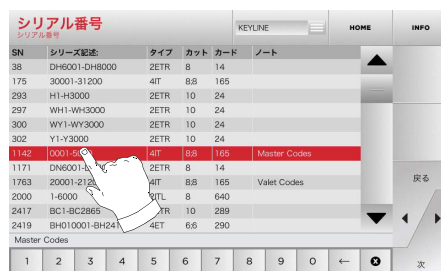 シリアル番号
シリアル番号
KEYLINE
HOME
INFO
SN シリーズ記述: タイプ カット カード ノート
38 DH6001-DH8000 2ETR 8 14
175 30001-31200 4IT 8;8 165
293 H1-H3000 2ETR 10 24
297 WH1-WH3000 2ETR 10 24
300 WY1-WY3000 2ETR 10 24
302 Y1-Y3000 2ETR 10 24
1142 4IT 8;8 165 Master Codes
1171 2ETR 8 14
1763 4IT 8;8 165 Valet Codes
2000 1-6000 8 640
2417 BC1-BC2865 10 289
2419 4ET 6;6 290
Master Codes
戻る
1 2 3 4 5 6 7 8 9 0 ←
次